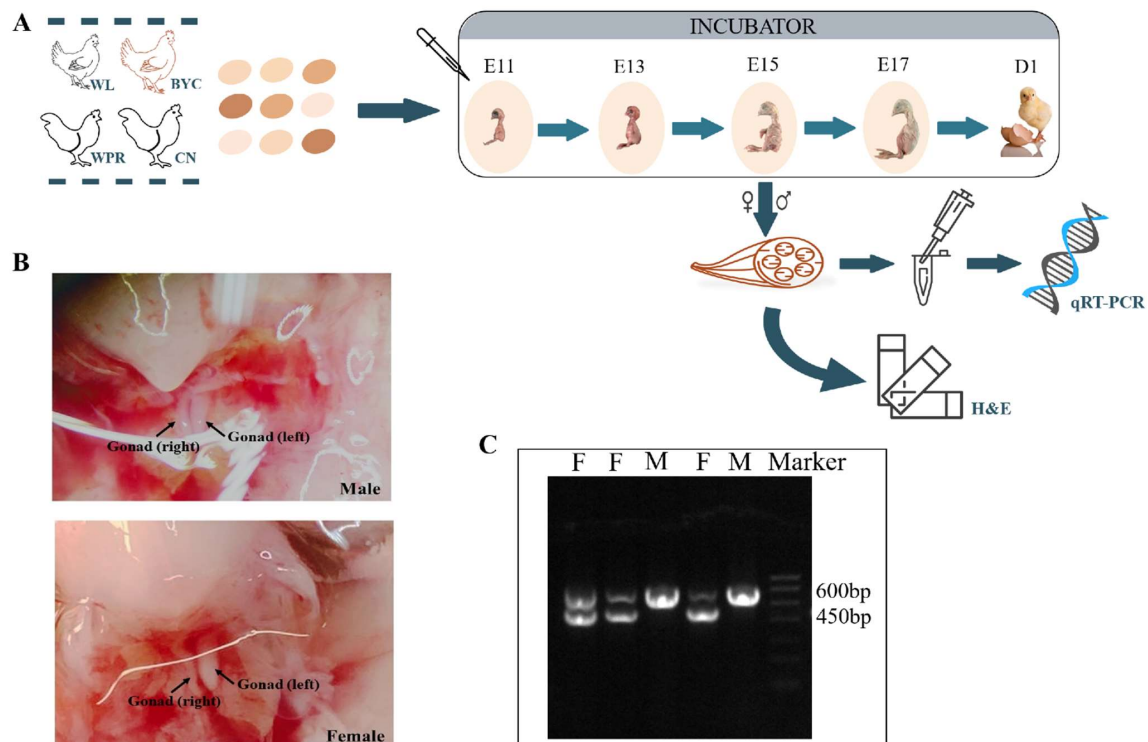 A
WL
BYC
WPR
CN
INCUBATOR
E11
E13
E15
E17
D1
♀ ♂
qRT-PCR
H&E
B
Gonad (right)
Gonad (left)
Male
Gonad (right)
Gonad (left)
Female
C
F F M F M Marker
600bp
450bp